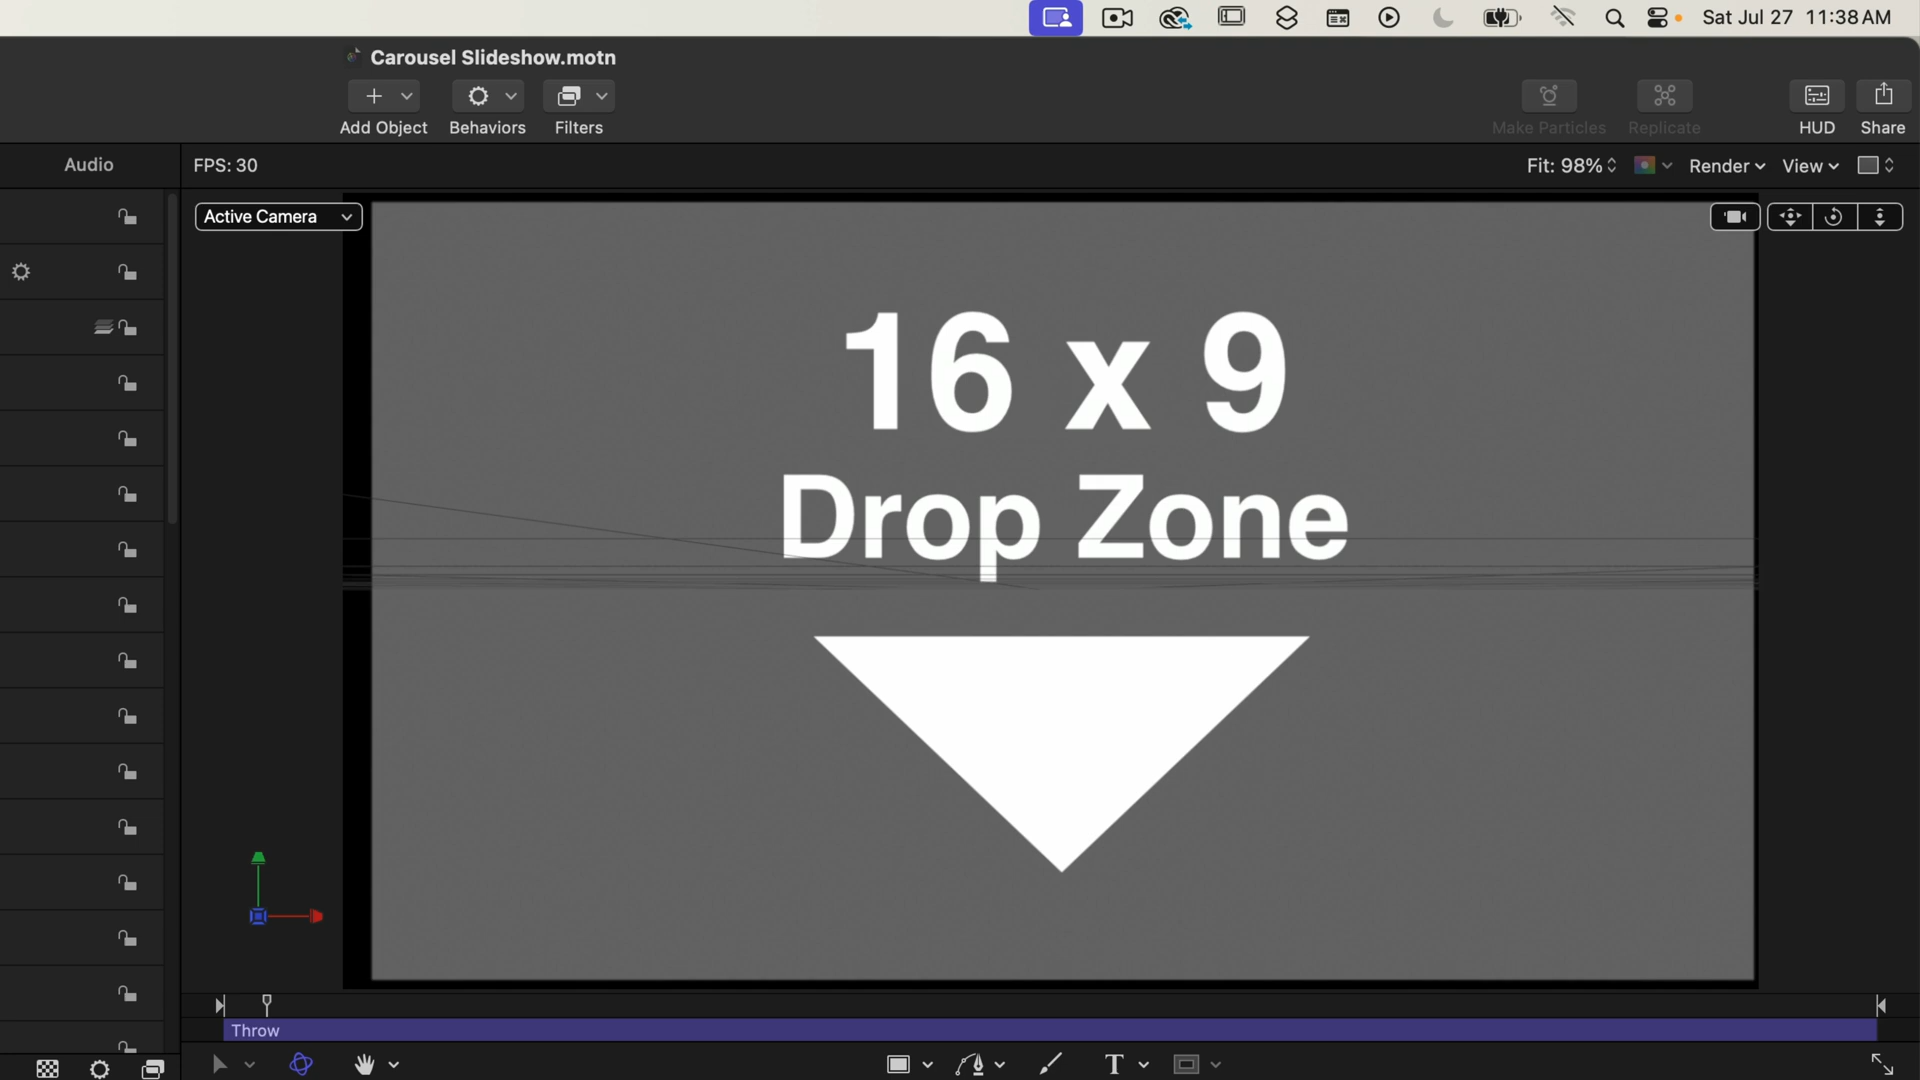 Sat Jul 27 11:38 AM
Carousel Slideshow.motn
Add Object
Behaviors
Filters
Make Particles
Replicate
HUD
Share
Audio
FPS: 30
Fit: 98%
Render
View
Active Camera
16 x 9
Drop Zone
Throw
T